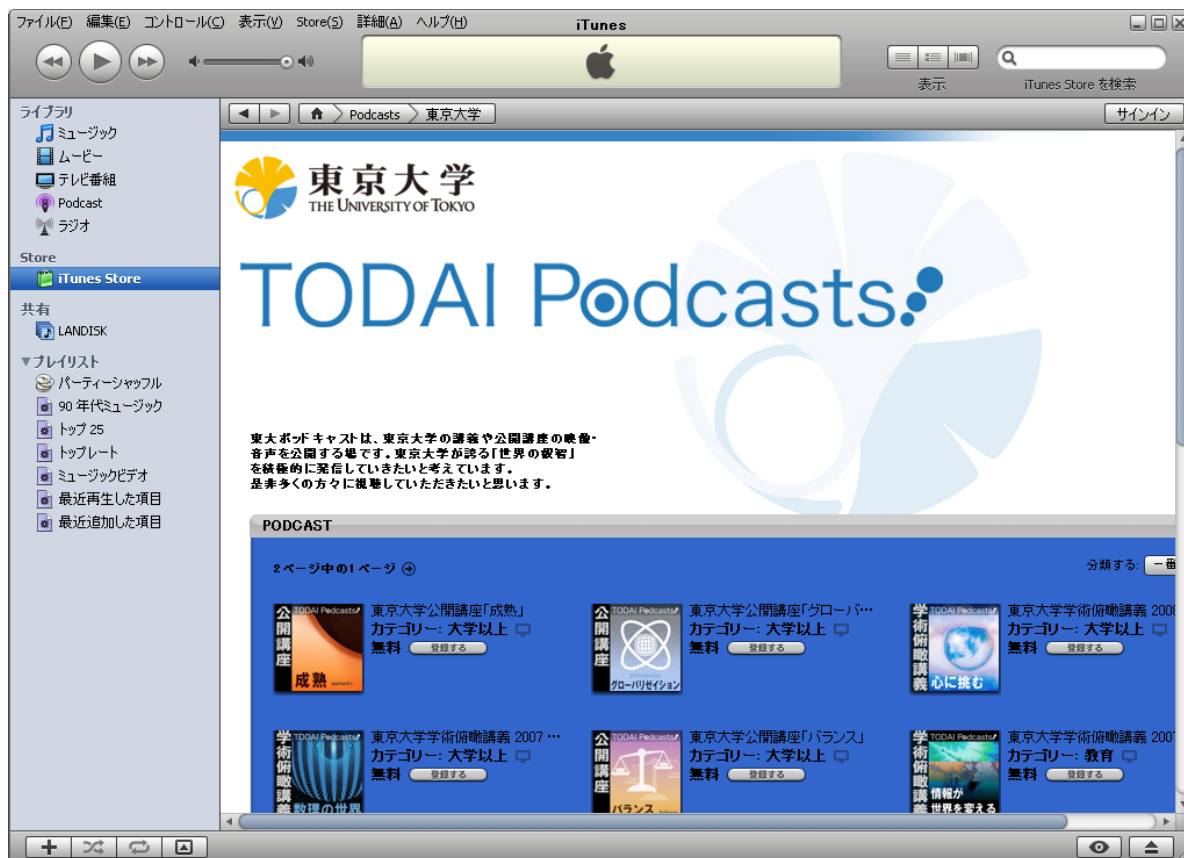 ファイル(F) 編集(E) コントロール(C) 表示(V) Store(S) 詳細(A) ヘルプ(H)
iTunes
表示
iTunes Store を検索
ライブラリ
ミュージック
ムービー
テレビ番組
Podcast
ラジオ
Store
iTunes Store
共有
LANDISK
プレイリスト
パーティーシャッフル
90 年代ミュージック
トップ 25
トップレート
ミュージックビデオ
最近再生した項目
最近追加した項目
Podcasts 東京大学
サインイン
東京大学
THE UNIVERSITY OF TOKYO
TODAI Podcasts
東大ポッドキャストは、東京大学の講義や公開講座の映像・
音声を公開する場です。東京大学が誇る「世界の叡智」
を積極的に発信していきたいと考えています。
是非多くの方々に視聴していただきたいと思います。
PODCAST
2ページ中の1ページ
分類する: 一番
公開講座
TODAI Podcasts
成熟
maturity
東京大学公開講座「成熟」
カテゴリー: 大学以上
無料 登録する
公開講座
TODAI Podcasts
グローバリゼイション
東京大学公開講座「グローバ…
カテゴリー: 大学以上
無料 登録する
学術俯瞰講義
TODAI Podcasts
心に挑む
東京大学学術俯瞰講義 2008
カテゴリー: 大学以上
無料 登録する
学術俯瞰講義
TODAI Podcasts
数理の世界
東京大学学術俯瞰講義 2007 …
カテゴリー: 大学以上
無料 登録する
公開講座
TODAI Podcasts
バランス
東京大学公開講座「バランス」
カテゴリー: 大学以上
無料 登録する
学術俯瞰講義
TODAI Podcasts
情報が
世界を変える
東京大学学術俯瞰講義 200
カテゴリー: 教育
無料 登録する